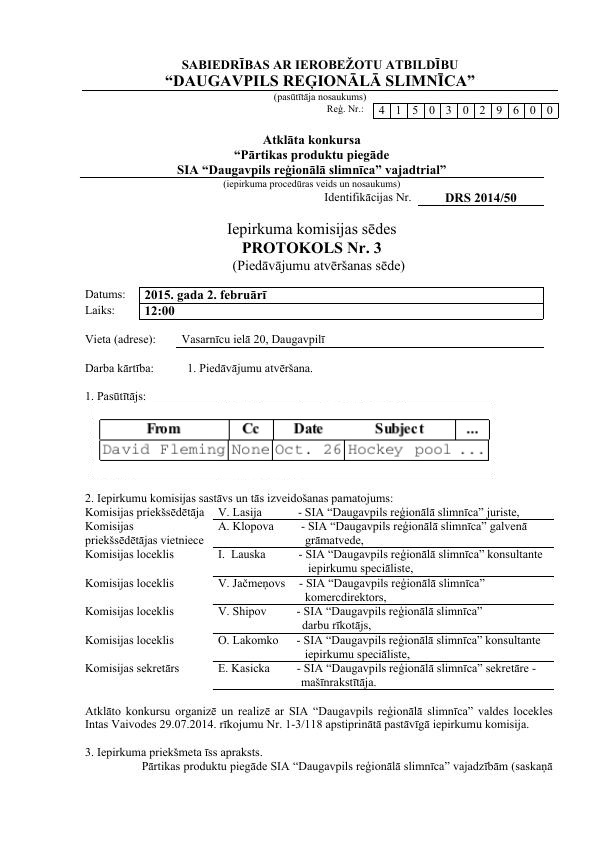 SABIEDRĪBAS AR IEROBEŽOTU ATBILDĪBU
“DAUGAVPILS REĢIONĀLĀ SLIMNĪCA”
(pasūtītāja nosaukums)
Reģ. Nr.: 4 1 5 0 3 0 2 9 6 0 0
Atklāta konkursa
“Pārtikas produktu piegāde
SIA “Daugavpils reģionālā slimnīca” vajadtrial”
(iepirkuma procedūras veids un nosaukums)
Identifikācijas Nr. DRS 2014/50
Iepirkuma komisijas sēdes
PROTOKOLS Nr. 3
(Piedāvājumu atvēršanas sēde)
Datums: 2015. gada 2. februārī
Laiks: 12:00
Vieta (adrese): Vasarnīcu ielā 20, Daugavpilī
Darba kārtība: 1. Piedāvājumu atvēršana.
1. Pasūtītājs:
From Cc Date Subject ...
David Fleming None Oct. 26 Hockey pool ...
2. Iepirkumu komisijas sastāvs un tās izveidošanas pamatojums:
Komisijas priekšsēdētāja V. Lasija - SIA “Daugavpils reģionālā slimnīca” juriste,
Komisijas A. Klopova - SIA “Daugavpils reģionālā slimnīca” galvenā
priekšsēdētājas vietniece grāmatvede,
Komisijas loceklis I. Lauska - SIA “Daugavpils reģionālā slimnīca” konsultante
iepirkumu speciāliste,
Komisijas loceklis V. Jačmeņovs - SIA “Daugavpils reģionālā slimnīca”
komercdirektors,
Komisijas loceklis V. Shipov - SIA “Daugavpils reģionālā slimnīca”
darbu rīkotājs,
Komisijas loceklis O. Lakomko - SIA “Daugavpils reģionālā slimnīca” konsultante
iepirkumu speciāliste,
Komisijas sekretārs E. Kasicka - SIA “Daugavpils reģionālā slimnīca” sekretāre -
mašīnrakstītāja.
Atklāto konkursu organizē un realizē ar SIA “Daugavpils reģionālā slimnīca” valdes locekles
Intas Vaivodes 29.07.2014. rīkojumu Nr. 1-3/118 apstiprinātā pastāvīgā iepirkumu komisija.
3. Iepirkuma priekšmeta īss apraksts.
Pārtikas produktu piegāde SIA “Daugavpils reģionālā slimnīca” vajadzībām (saskaņā